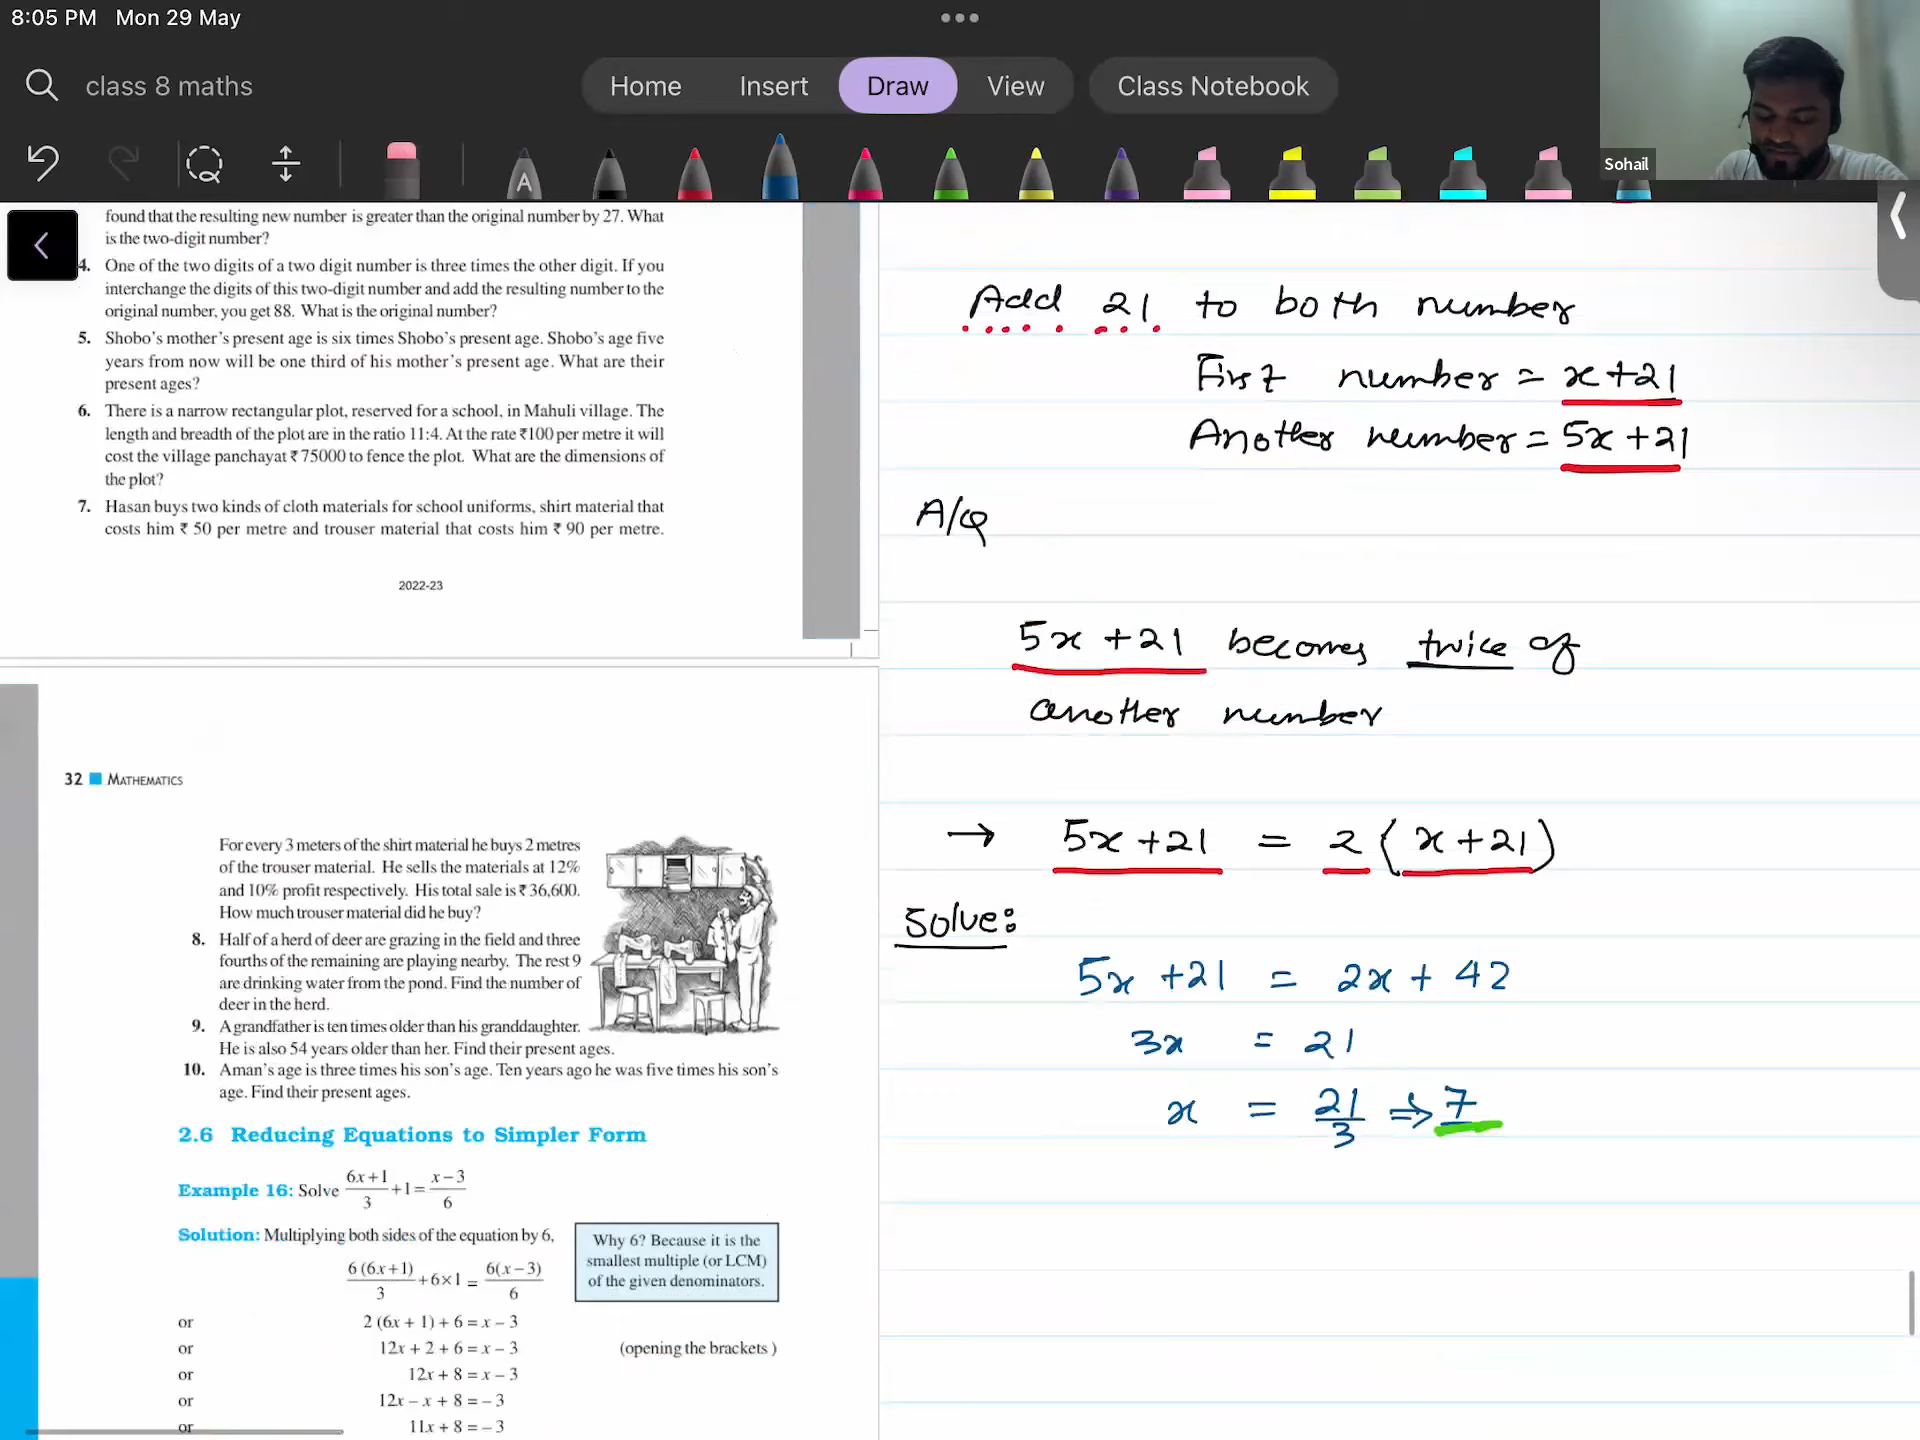 8:05 PM Mon 29 May
class 8 maths
Home Insert Draw View Class Notebook
A
Sohail
found that the resulting new number is greater than the original number by 27. What
is the two-digit number?
4. One of the two digits of a two digit number is three times the other digit. If you
interchange the digits of this two-digit number and add the resulting number to the
original number, you get 88. What is the original number?
5. Shobo's mother's present age is six times Shobo's present age. Shobo's age five
years from now will be one third of his mother's present age. What are their
present ages?
6. There is a narrow rectangular plot, reserved for a school, in Mahuli village. The
length and breadth of the plot are in the ratio 11:4. At the rate ₹100 per metre it will
cost the village panchayat ₹ 75000 to fence the plot. What are the dimensions of
the plot?
7. Hasan buys two kinds of cloth materials for school uniforms, shirt material that
costs him ₹ 50 per metre and trouser material that costs him ₹ 90 per metre.
2022-23
32 MATHEMATICS
For every 3 meters of the shirt material he buys 2 metres
of the trouser material. He sells the materials at 12%
and 10% profit respectively. His total sale is ₹ 36,600.
How much trouser material did he buy?
8. Half of a herd of deer are grazing in the field and three
fourths of the remaining are playing nearby. The rest 9
are drinking water from the pond. Find the number of
deer in the herd.
9. A grandfather is ten times older than his granddaughter.
He is also 54 years older than her. Find their present ages.
10. Aman's age is three times his son's age. Ten years ago he was five times his son's
age. Find their present ages.
2.6 Reducing Equations to Simpler Form
Example 16: Solve (6x+1)/3 + 1 = (x−3)/6
Solution: Multiplying both sides of the equation by 6,
6 (6x+1)/3 + 6×1 = 6(x−3)/6
Why 6? Because it is the
smallest multiple (or LCM)
of the given denominators.
or 2 (6x + 1) + 6 = x − 3
or 12x + 2 + 6 = x − 3 (opening the brackets )
or 12x + 8 = x − 3
or 12x − x + 8 = − 3
or 11x + 8 = − 3
Add 21 to both number
First number = x+21
Another number = 5x+21
A/Q
5x +21 becomes twice of
another number
→ 5x+21 = 2 ( x+21 )
Solve:
5x +21 = 2x + 42
3x = 21
x = 21/3 ⇒ 7